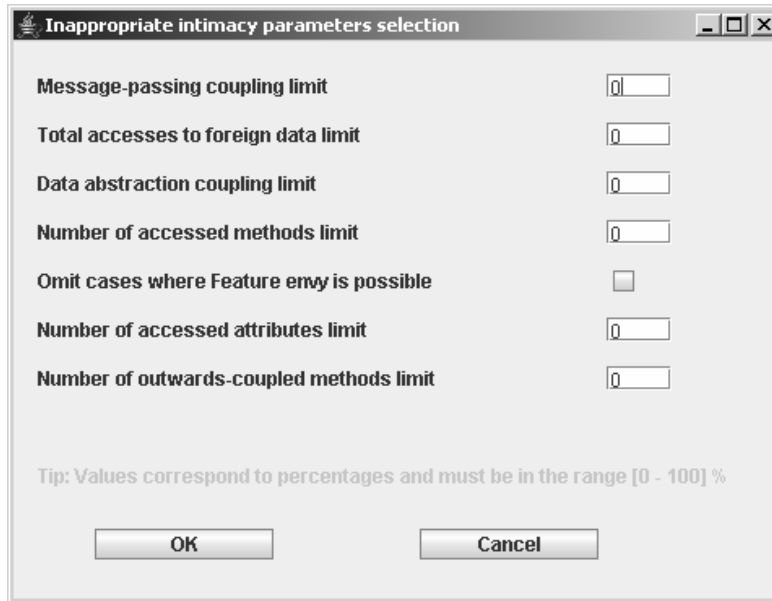 Inappropriate intimacy parameters selection
Message-passing coupling limit 0
Total accesses to foreign data limit 0
Data abstraction coupling limit 0
Number of accessed methods limit 0
Omit cases where Feature envy is possible
Number of accessed attributes limit 0
Number of outwards-coupled methods limit 0
Tip: Values correspond to percentages and must be in the range [0 - 100] %
OK Cancel